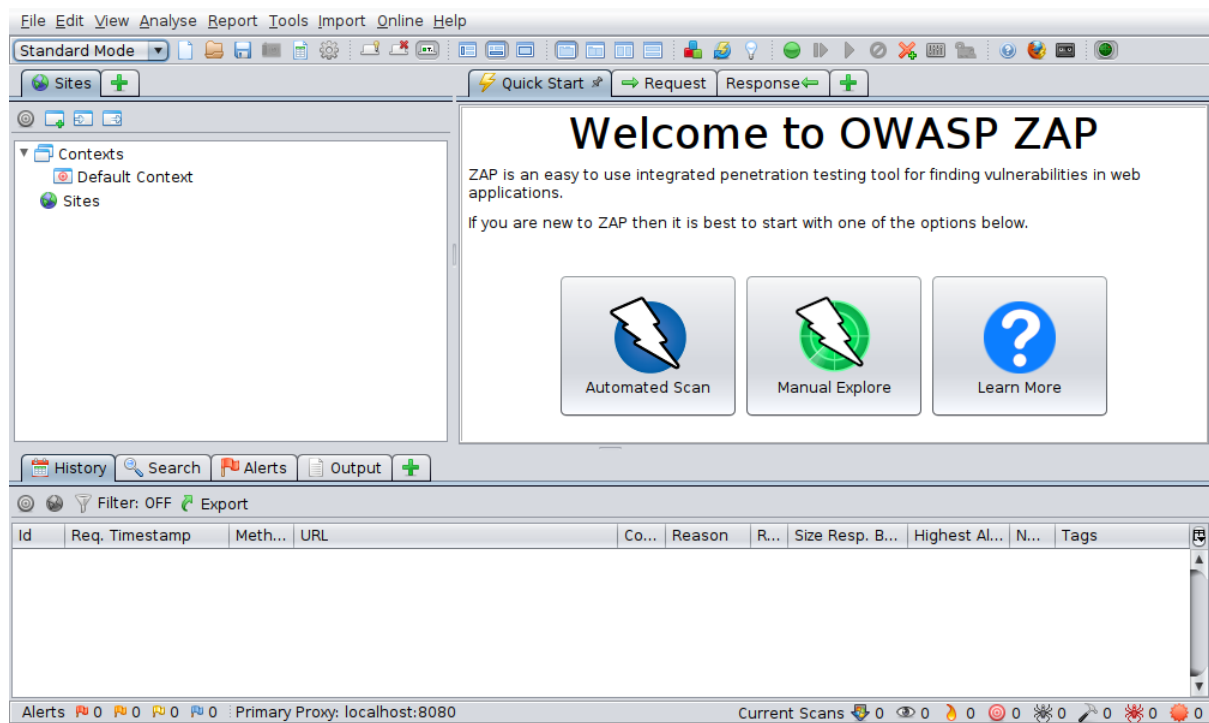 File Edit View Analyse Report Tools Import Online Help
Standard Mode
Sites
Quick Start Request Response
Contexts
Default Context
Sites
Welcome to OWASP ZAP
ZAP is an easy to use integrated penetration testing tool for finding vulnerabilities in web
applications.
If you are new to ZAP then it is best to start with one of the options below.
Automated Scan Manual Explore Learn More
History Search Alerts Output
Filter: OFF Export
Id Req. Timestamp Meth... URL Co... Reason R... Size Resp. B... Highest Al... N... Tags
Alerts 0 0 0 0 Primary Proxy: localhost:8080 Current Scans 0 0 0 0 0 0 0 0